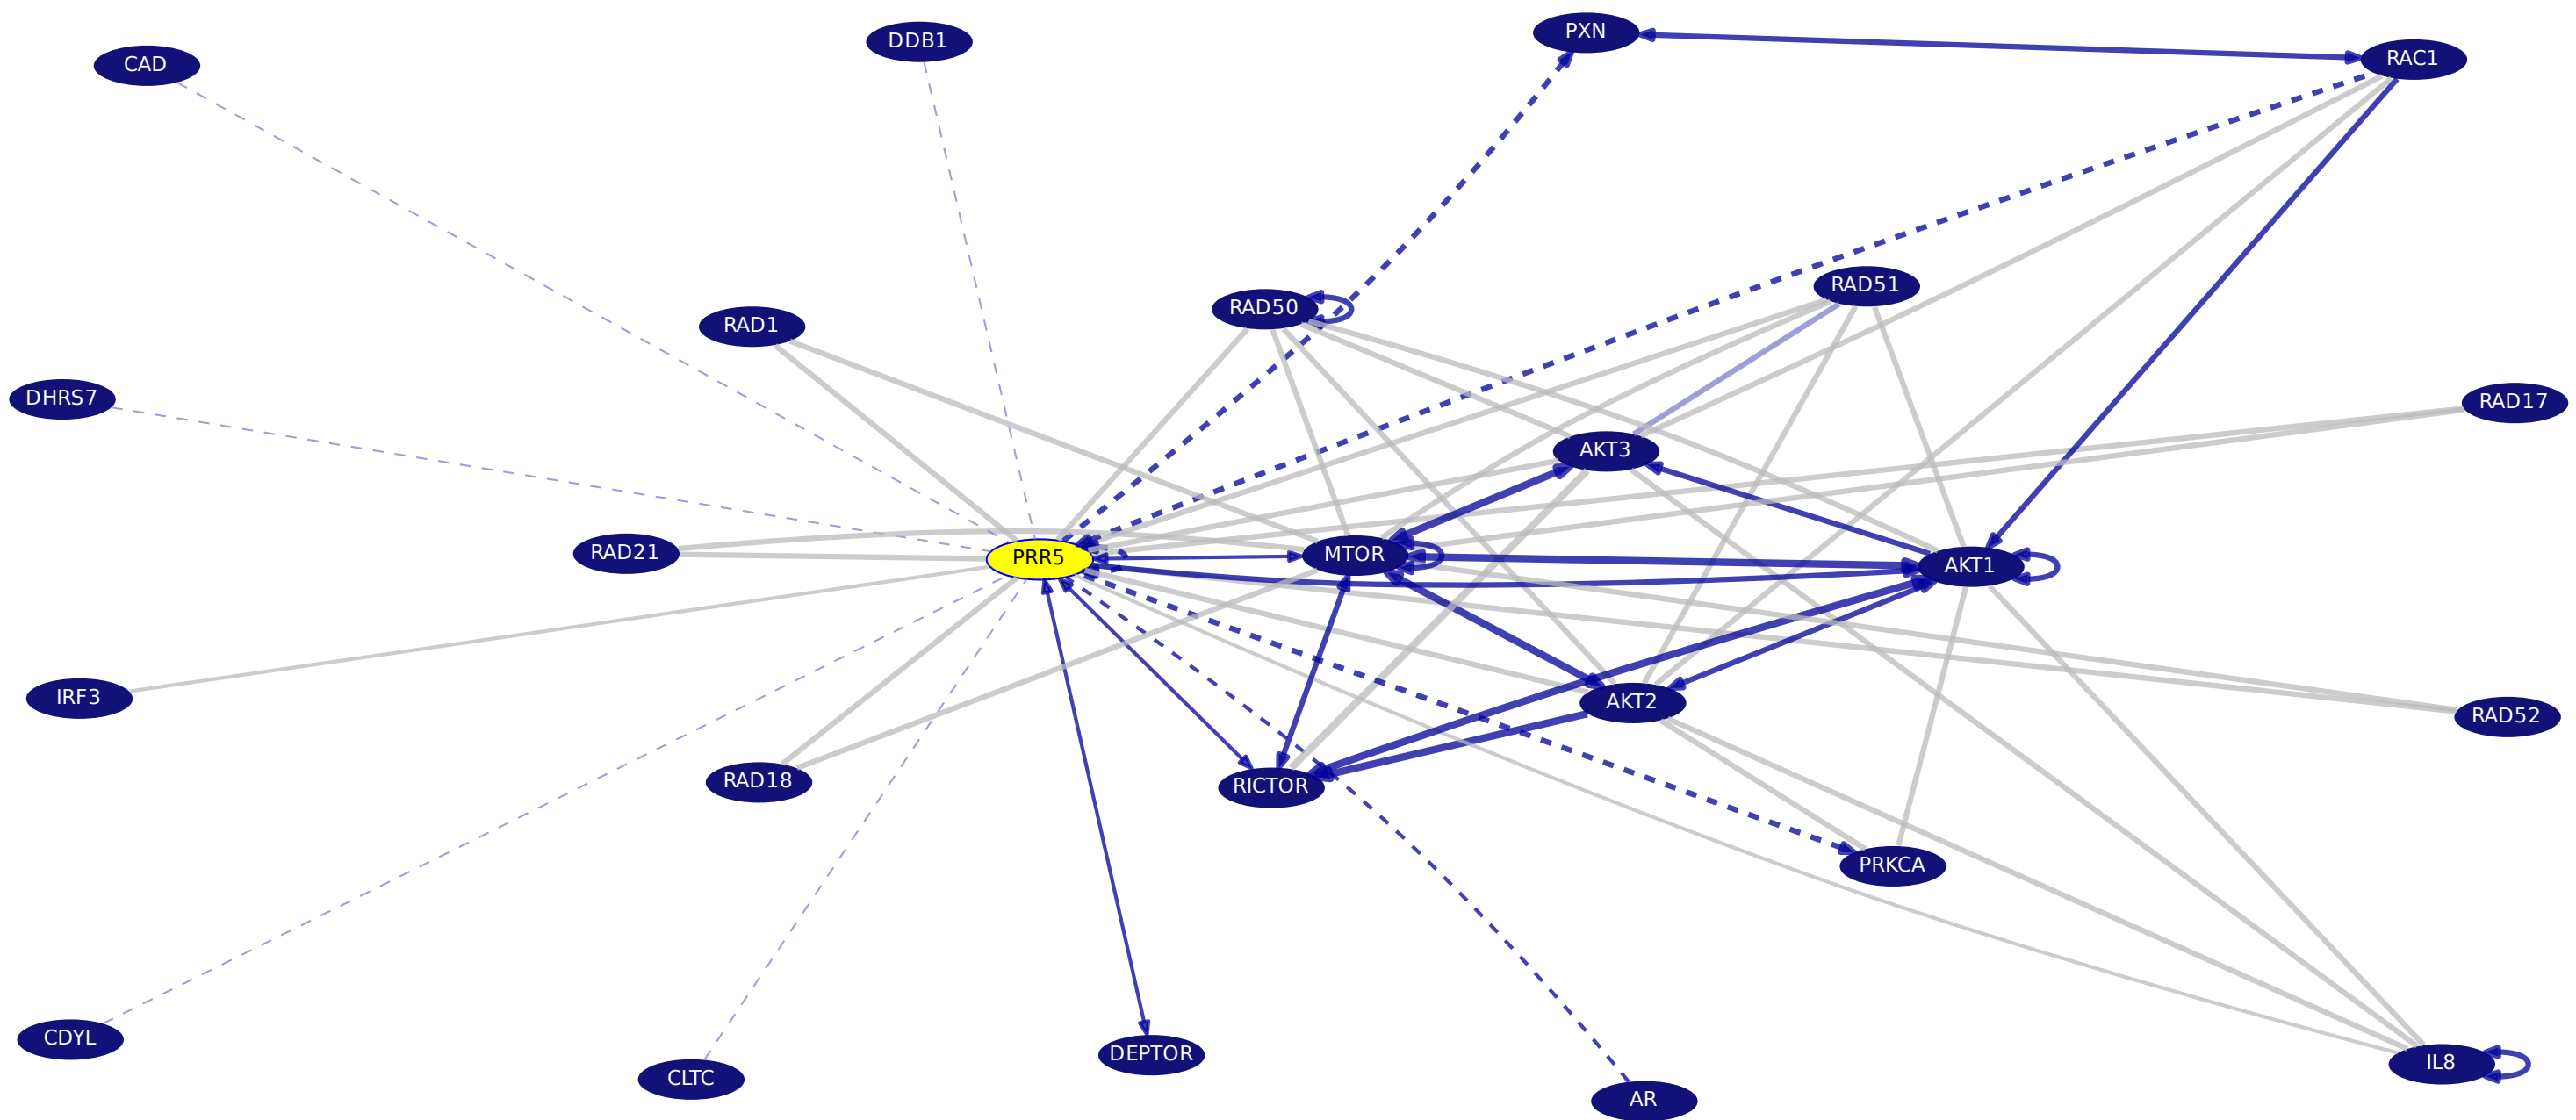 PXN
DDB1
RAC1
CAD
RAD51
RAD50
RAD1
DHRS7
RAD17
AKT3
RAD21
MTOR
PRR5
AKT1
IRF3
AKT2
RAD52
RAD18
RICTOR
PRKCA
CDYL
DEPTOR
IL8
CLTC
AR